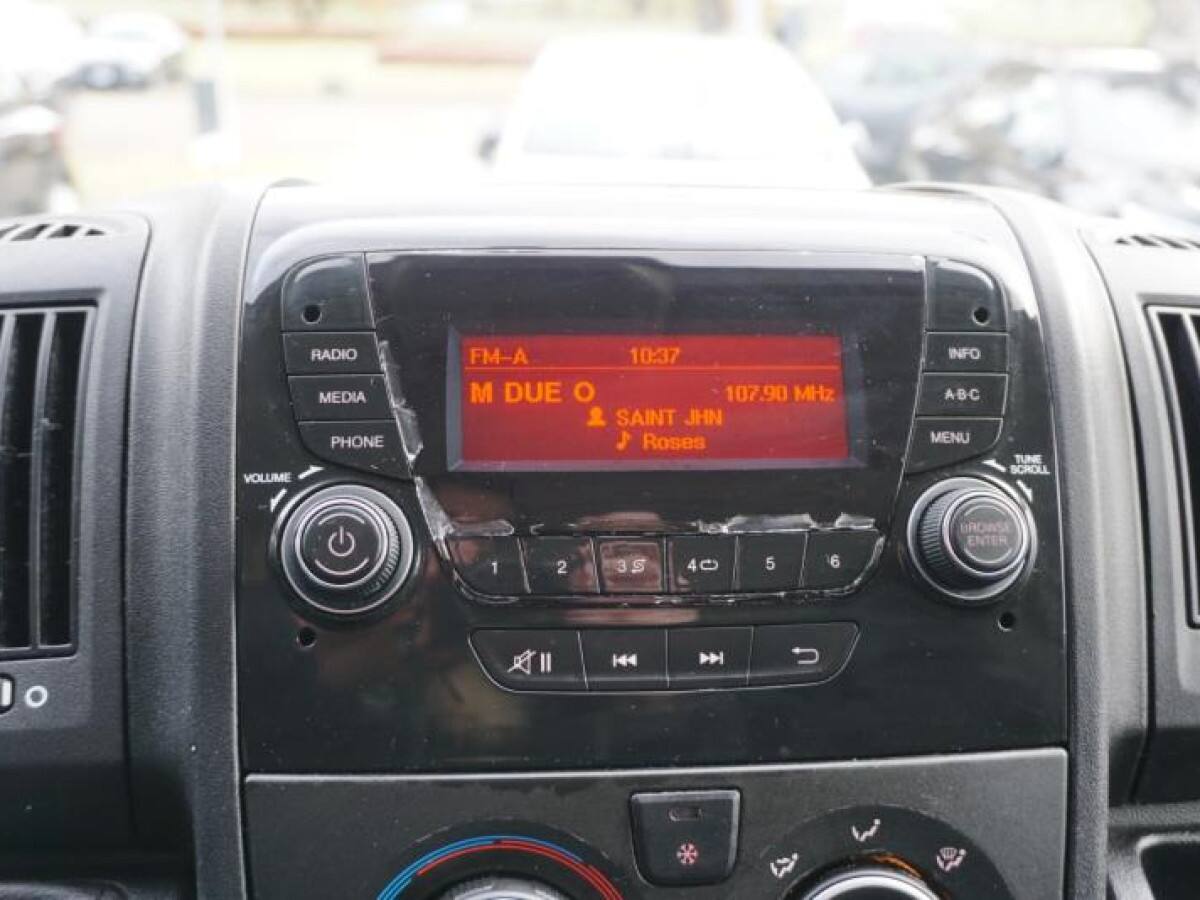 FM-A 10:37
M DUE O 107.90 MHz
SAINT JHN
Roses
RADIO
MEDIA
PHONE
INFO
A·B·C
MENU
VOLUME
TUNE
SCROLL
BROWSE
ENTER
1 2 3 4 5 6